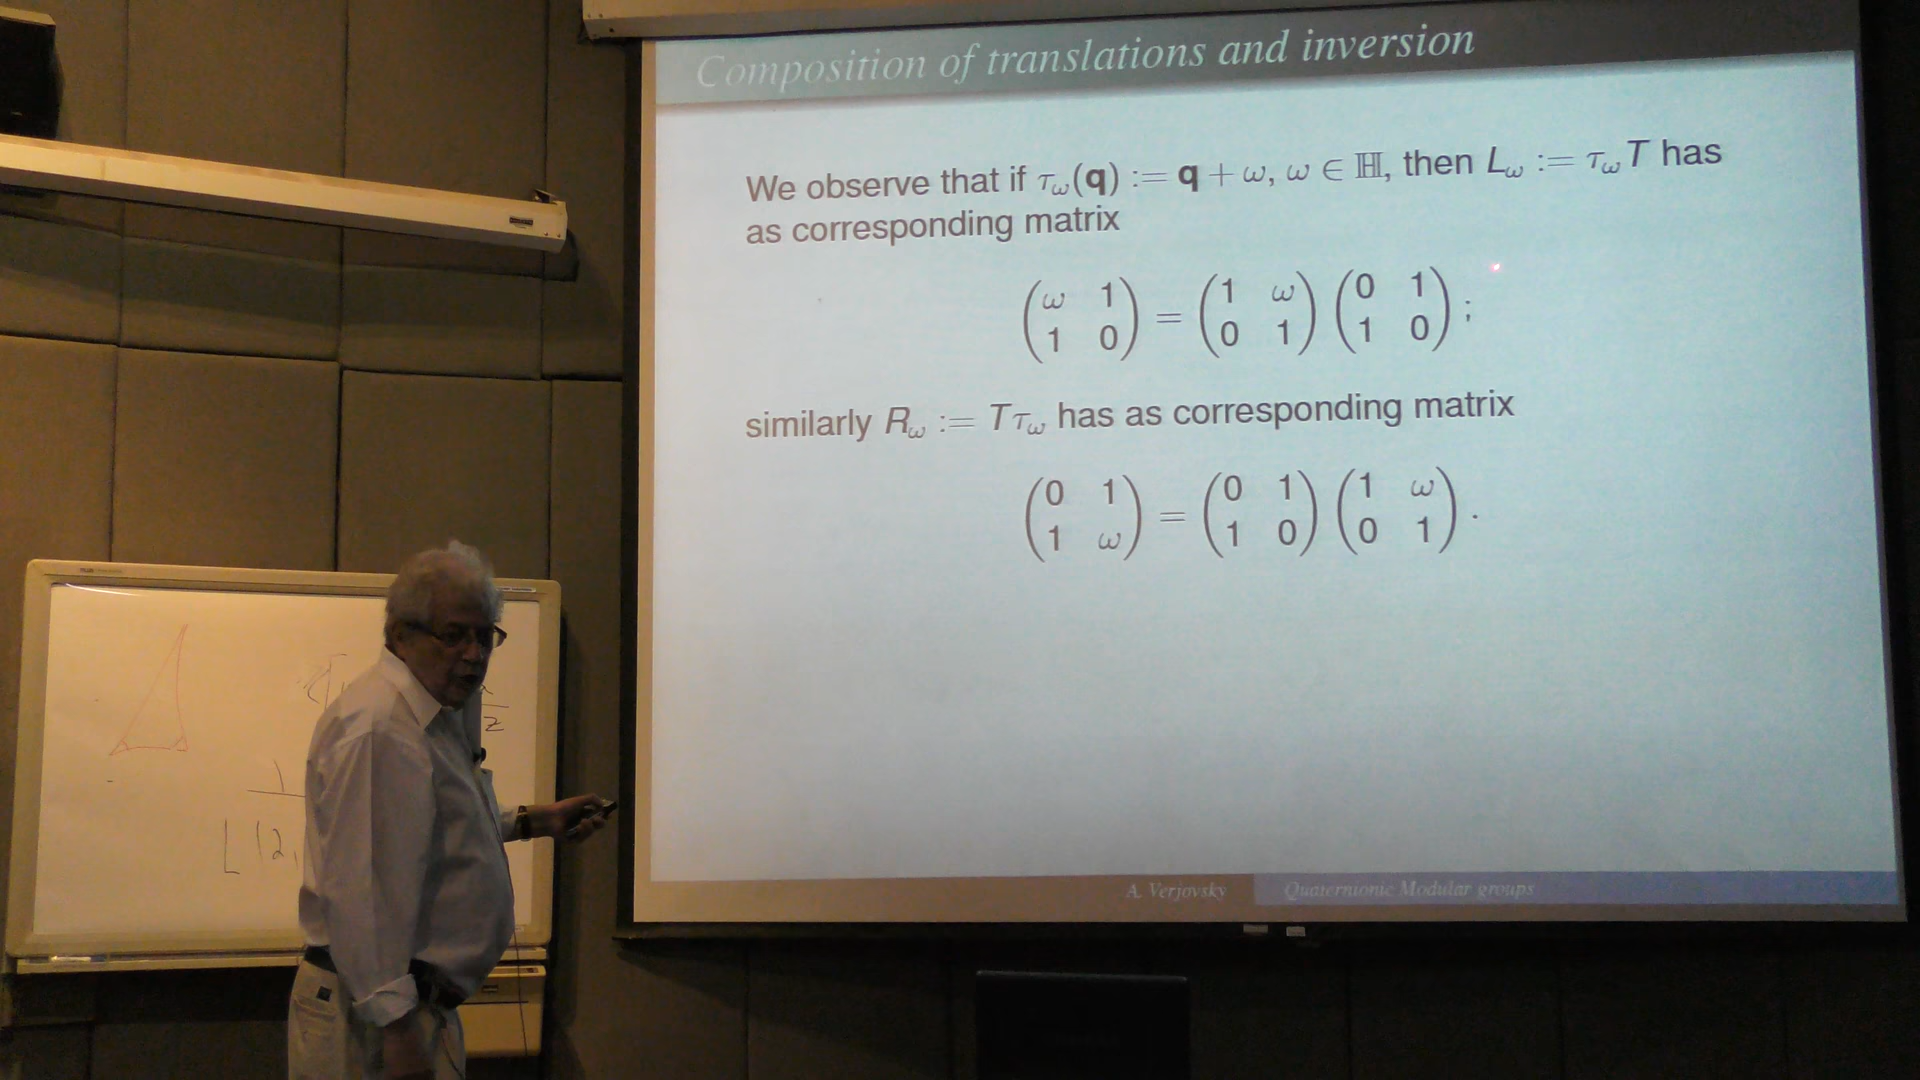 Composition of translations and inversion
We observe that if τ_ω(𝐪) := 𝐪 + ω, ω ∈ ℍ, then L_ω := τ_ω T has
as corresponding matrix
(ω 1; 1 0) = (1 ω; 0 1) (0 1; 1 0) ;
similarly R_ω := T τ_ω has as corresponding matrix
(0 1; 1 ω) = (0 1; 1 0) (1 ω; 0 1) .
A. Verjovsky Quaternionic Modular groups